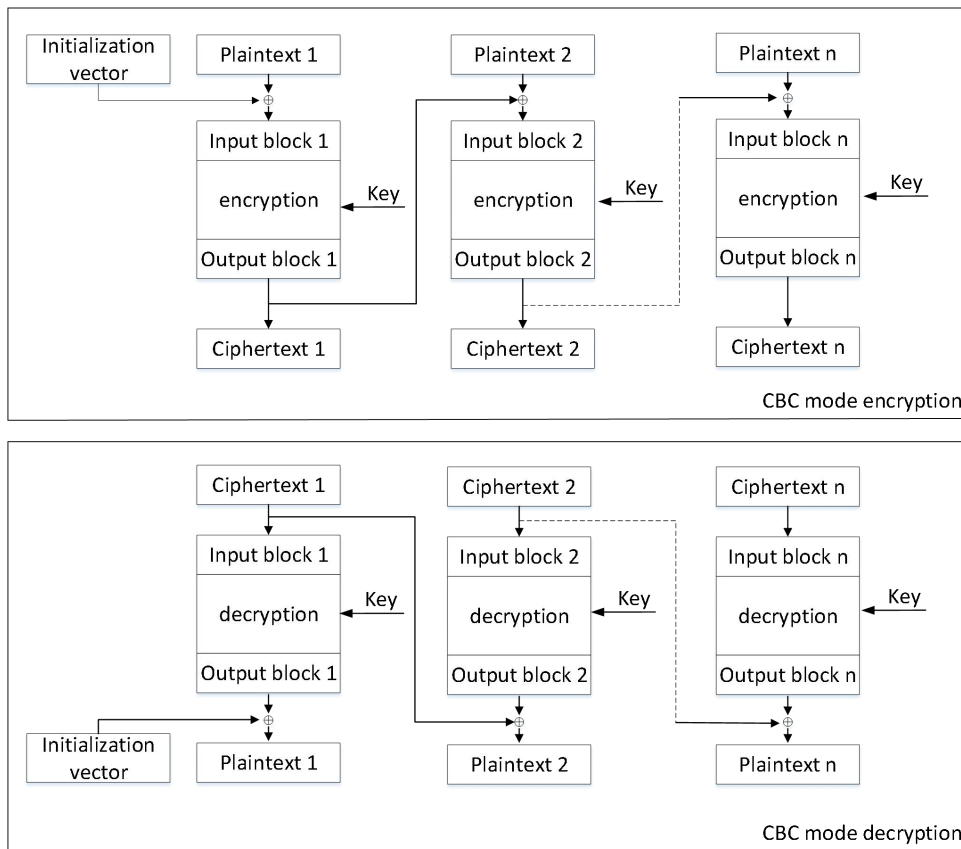 Initialization
vector
Plaintext 1
Plaintext 2
Plaintext n
Input block 1
Input block 2
Input block n
encryption
Key
encryption
Key
encryption
Key
Output block 1
Output block 2
Output block n
Ciphertext 1
Ciphertext 2
Ciphertext n
CBC mode encryption
Ciphertext 1
Ciphertext 2
Ciphertext n
Input block 1
Input block 2
Input block n
decryption
Key
decryption
Key
decryption
Key
Output block 1
Output block 2
Output block n
Initialization
vector
Plaintext 1
Plaintext 2
Plaintext n
CBC mode decryption